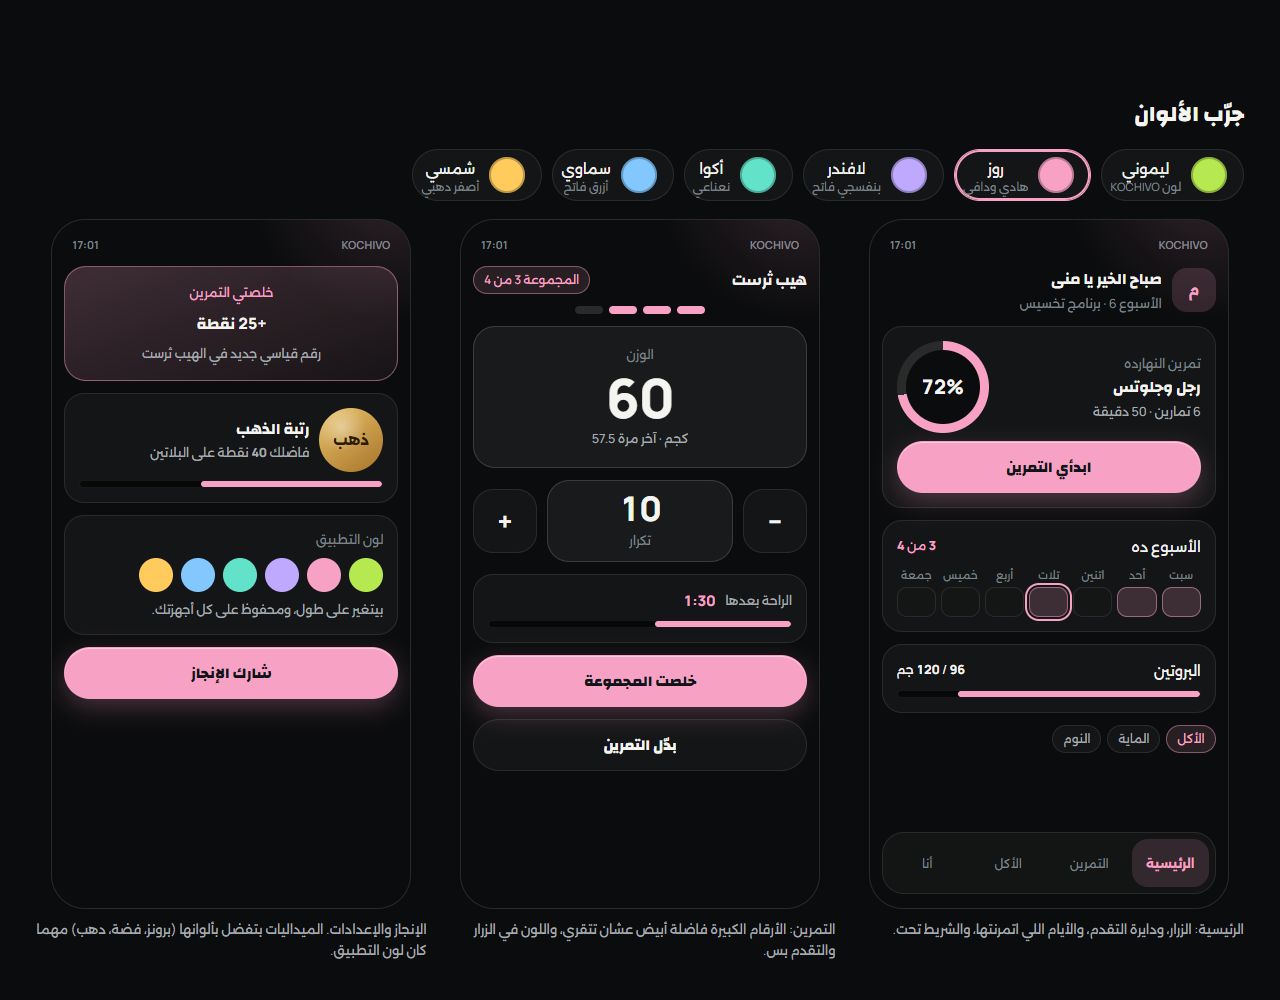 جرّب الألوان
ليموني
لون KOCHIVO
روز
هادي ودافي
لافندر
بنفسجي فاتح
أكوا
نعناعي
سماوي
أزرق فاتح
شمسي
أصفر دهبي
KOCHIVO
17:01
م
صباح الخير يا منى
الأسبوع 6 · برنامج تخسيس
تمرين النهارده
رجل وجلوتس
6 تمارين · 50 دقيقة
72%
ابدأي التمرين
الأسبوع ده
3 من 4
سبت
أحد
اتنين
تلات
أربع
خميس
جمعة
البروتين
96 / 120 جم
الأكل
الماية
النوم
الرئيسية
التمرين
الأكل
أنا
الرئيسية: الزرار، ودايرة التقدم، والأيام اللي اتمرنتها، والشريط تحت.
KOCHIVO
17:01
هيب ثرست
المجموعة 3 من 4
الوزن
60
كجم · آخر مرة 57.5
−
10
تكرار
+
الراحة بعدها
1:30
خلصت المجموعة
بدّل التمرين
التمرين: الأرقام الكبيرة فاضلة أبيض عشان تتقري، واللون في الزرار
والتقدم بس.
KOCHIVO
17:01
خلصتي التمرين
+25 نقطة
رقم قياسي جديد في الهيب ثرست
ذهب
رتبة الذهب
فاضلك 40 نقطة على البلاتين
لون التطبيق
بيتغير على طول، ومحفوظ على كل أجهزتك.
شارك الإنجاز
الإنجاز والإعدادات. الميداليات بتفضل بألوانها (برونز، فضة، دهب) مهما
كان لون التطبيق.